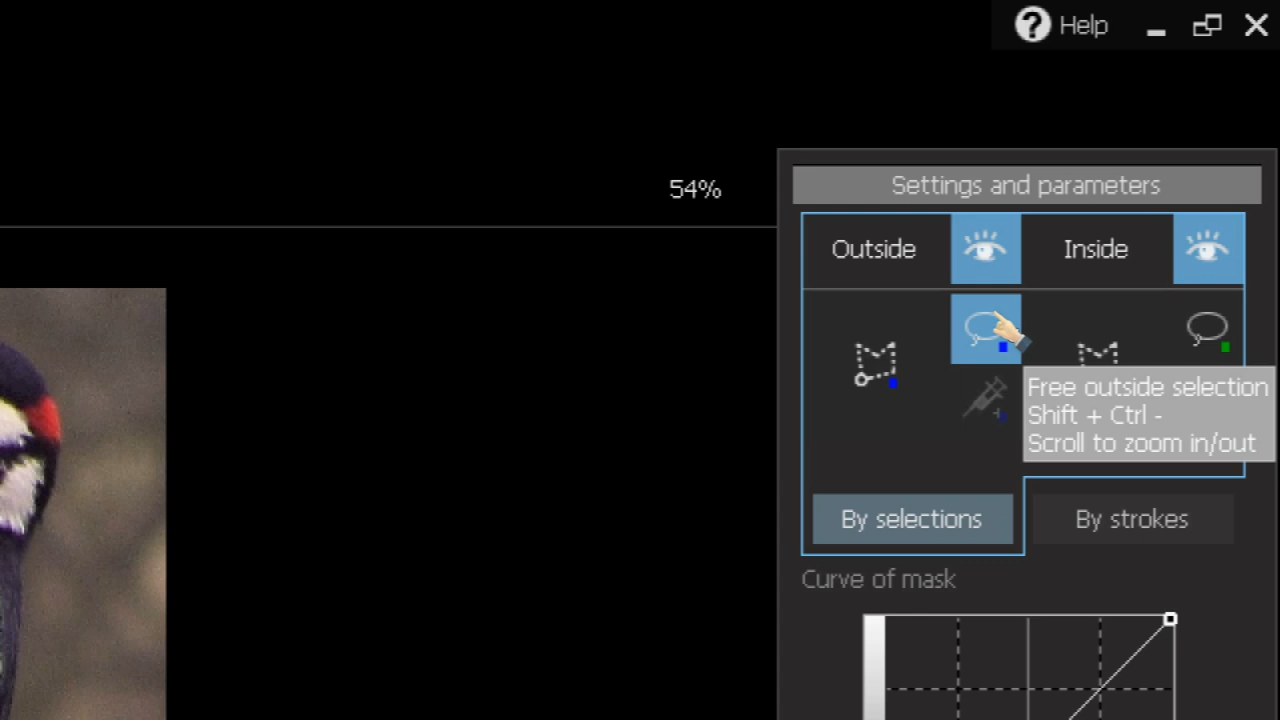 Help
54%
Settings and parameters
Outside
Inside
Free outside selection
Shift + Ctrl -
Scroll to zoom in/out
By selections
By strokes
Curve of mask